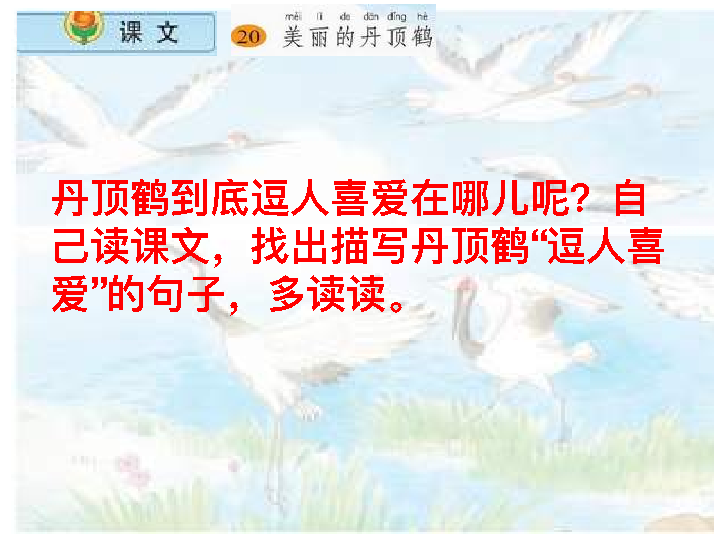 课文
20
měi lì de dān dǐng hè
美丽的丹顶鹤
丹顶鹤到底逗人喜爱在哪儿呢？自
己读课文，找出描写丹顶鹤“逗人喜
爱”的句子，多读读。